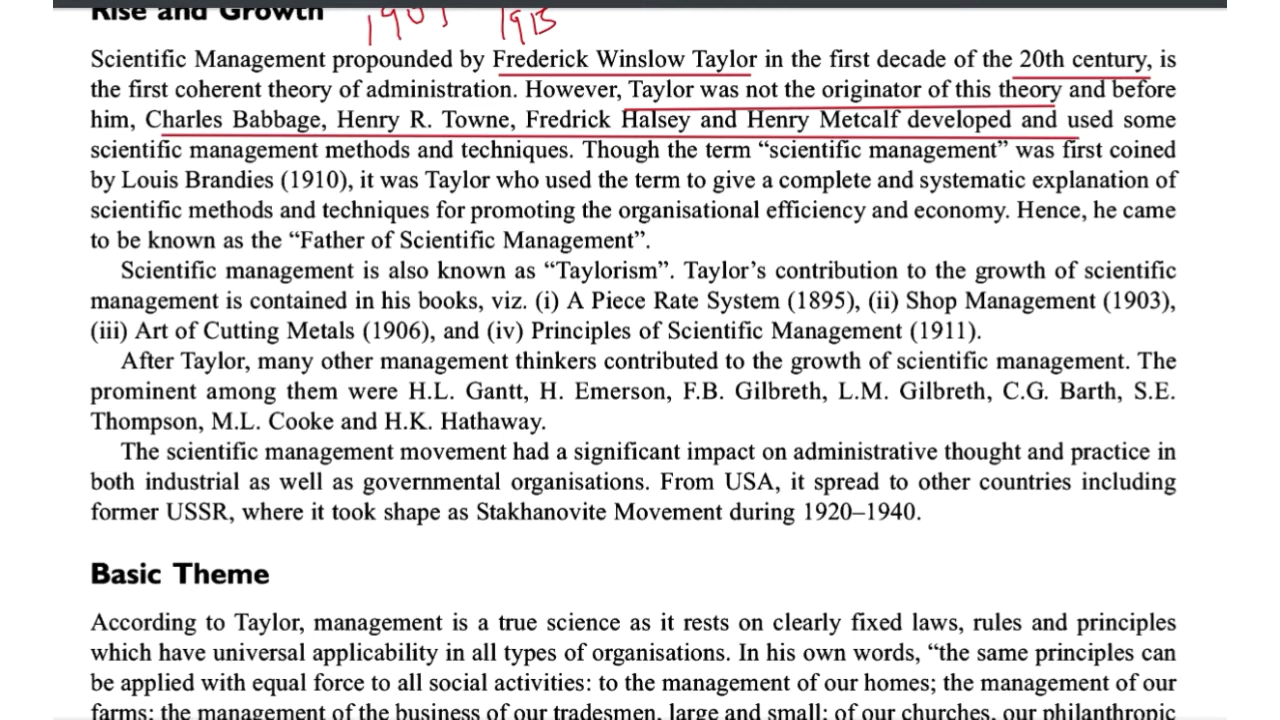 Rise and Growth
1913
Scientific Management propounded by Frederick Winslow Taylor in the first decade of the 20th century, is
the first coherent theory of administration. However, Taylor was not the originator of this theory and before
him, Charles Babbage, Henry R. Towne, Fredrick Halsey and Henry Metcalf developed and used some
scientific management methods and techniques. Though the term “scientific management” was first coined
by Louis Brandies (1910), it was Taylor who used the term to give a complete and systematic explanation of
scientific methods and techniques for promoting the organisational efficiency and economy. Hence, he came
to be known as the “Father of Scientific Management”.
Scientific management is also known as “Taylorism”. Taylor’s contribution to the growth of scientific
management is contained in his books, viz. (i) A Piece Rate System (1895), (ii) Shop Management (1903),
(iii) Art of Cutting Metals (1906), and (iv) Principles of Scientific Management (1911).
After Taylor, many other management thinkers contributed to the growth of scientific management. The
prominent among them were H.L. Gantt, H. Emerson, F.B. Gilbreth, L.M. Gilbreth, C.G. Barth, S.E.
Thompson, M.L. Cooke and H.K. Hathaway.
The scientific management movement had a significant impact on administrative thought and practice in
both industrial as well as governmental organisations. From USA, it spread to other countries including
former USSR, where it took shape as Stakhanovite Movement during 1920–1940.
Basic Theme
According to Taylor, management is a true science as it rests on clearly fixed laws, rules and principles
which have universal applicability in all types of organisations. In his own words, “the same principles can
be applied with equal force to all social activities: to the management of our homes; the management of our
farms; the management of the business of our tradesmen, large and small; of our churches, our philanthropic